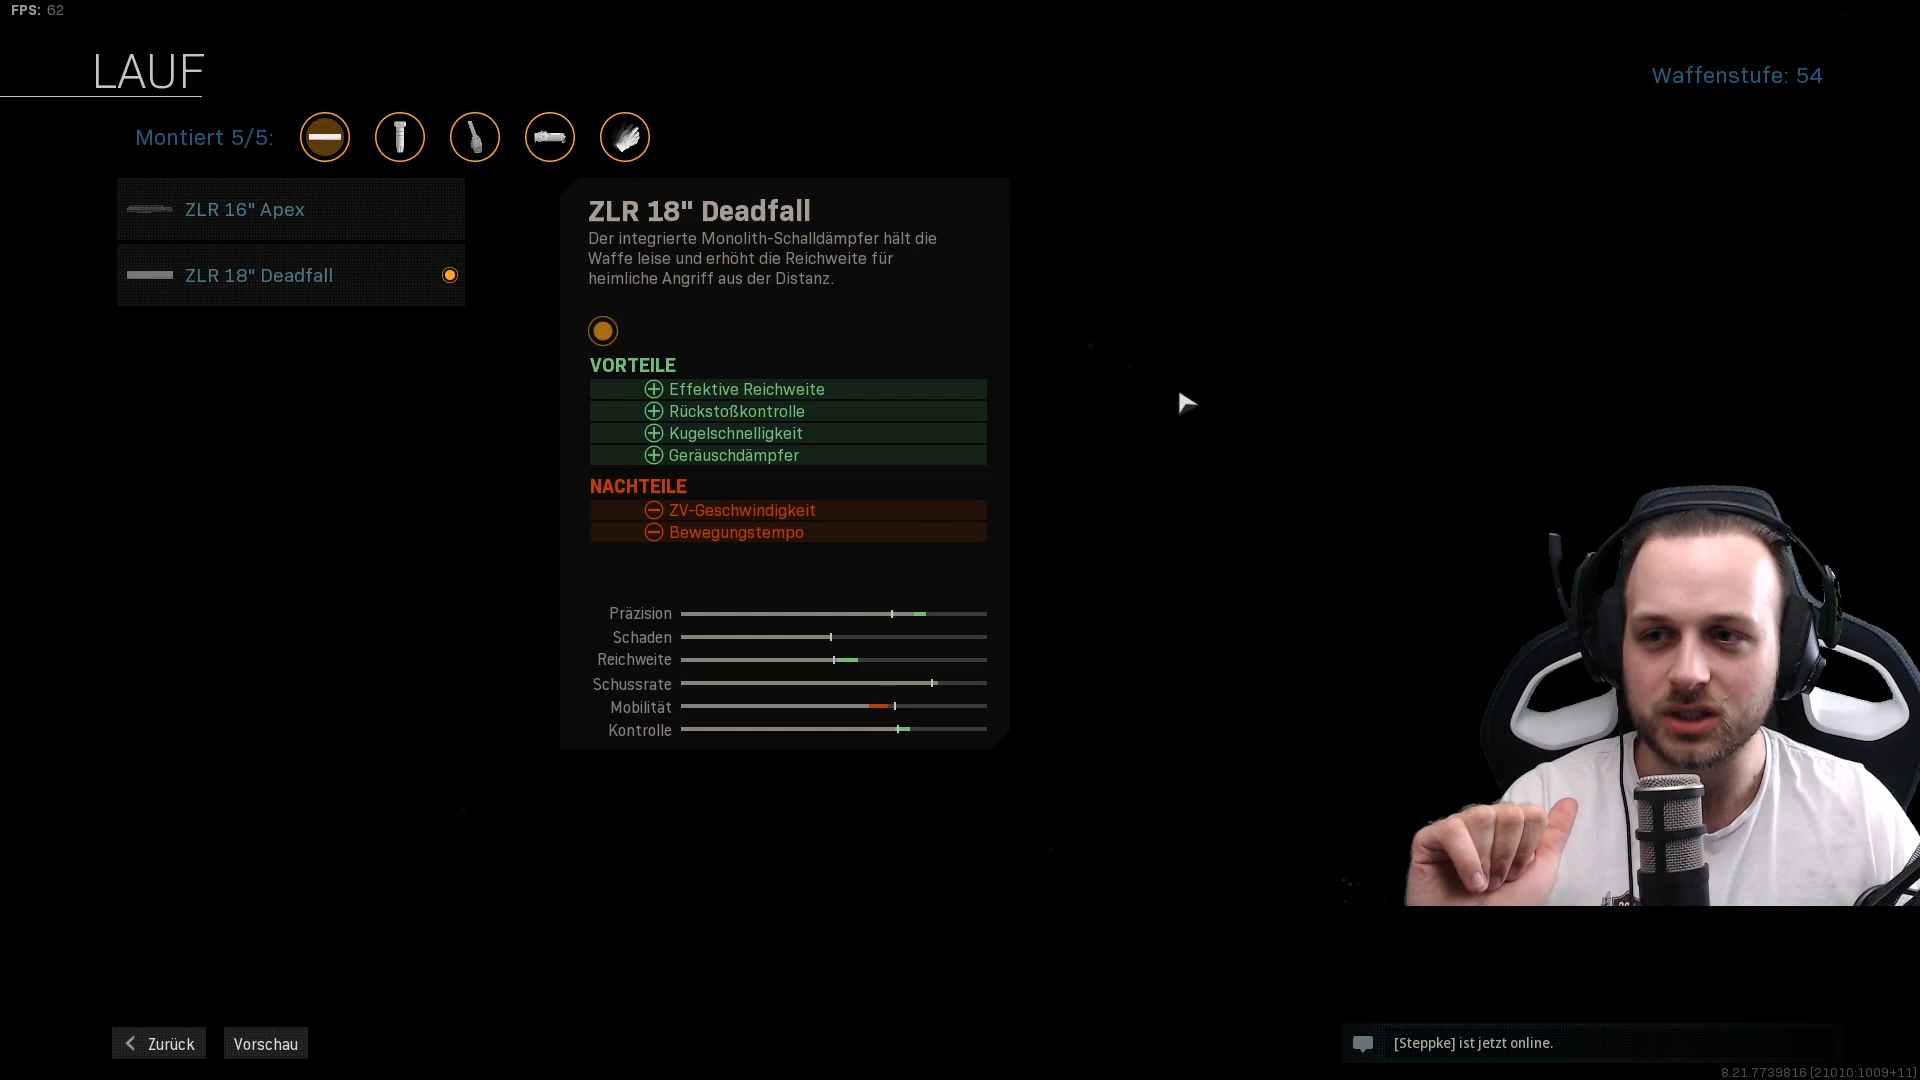 FPS: 62
LAUF
Waffenstufe: 54
Montiert 5/5:
ZLR 16" Apex
ZLR 18" Deadfall
ZLR 18" Deadfall
Der integrierte Monolith-Schalldämpfer hält die
Waffe leise und erhöht die Reichweite für
heimliche Angriff aus der Distanz.
VORTEILE
Effektive Reichweite
Rückstoßkontrolle
Kugelschnelligkeit
Geräuschdämpfer
NACHTEILE
ZV-Geschwindigkeit
Bewegungstempo
Präzision
Schaden
Reichweite
Schussrate
Mobilität
Kontrolle
Zurück
Vorschau
[Steppke] ist jetzt online.
8.21.7739816 [21010:1009+11]